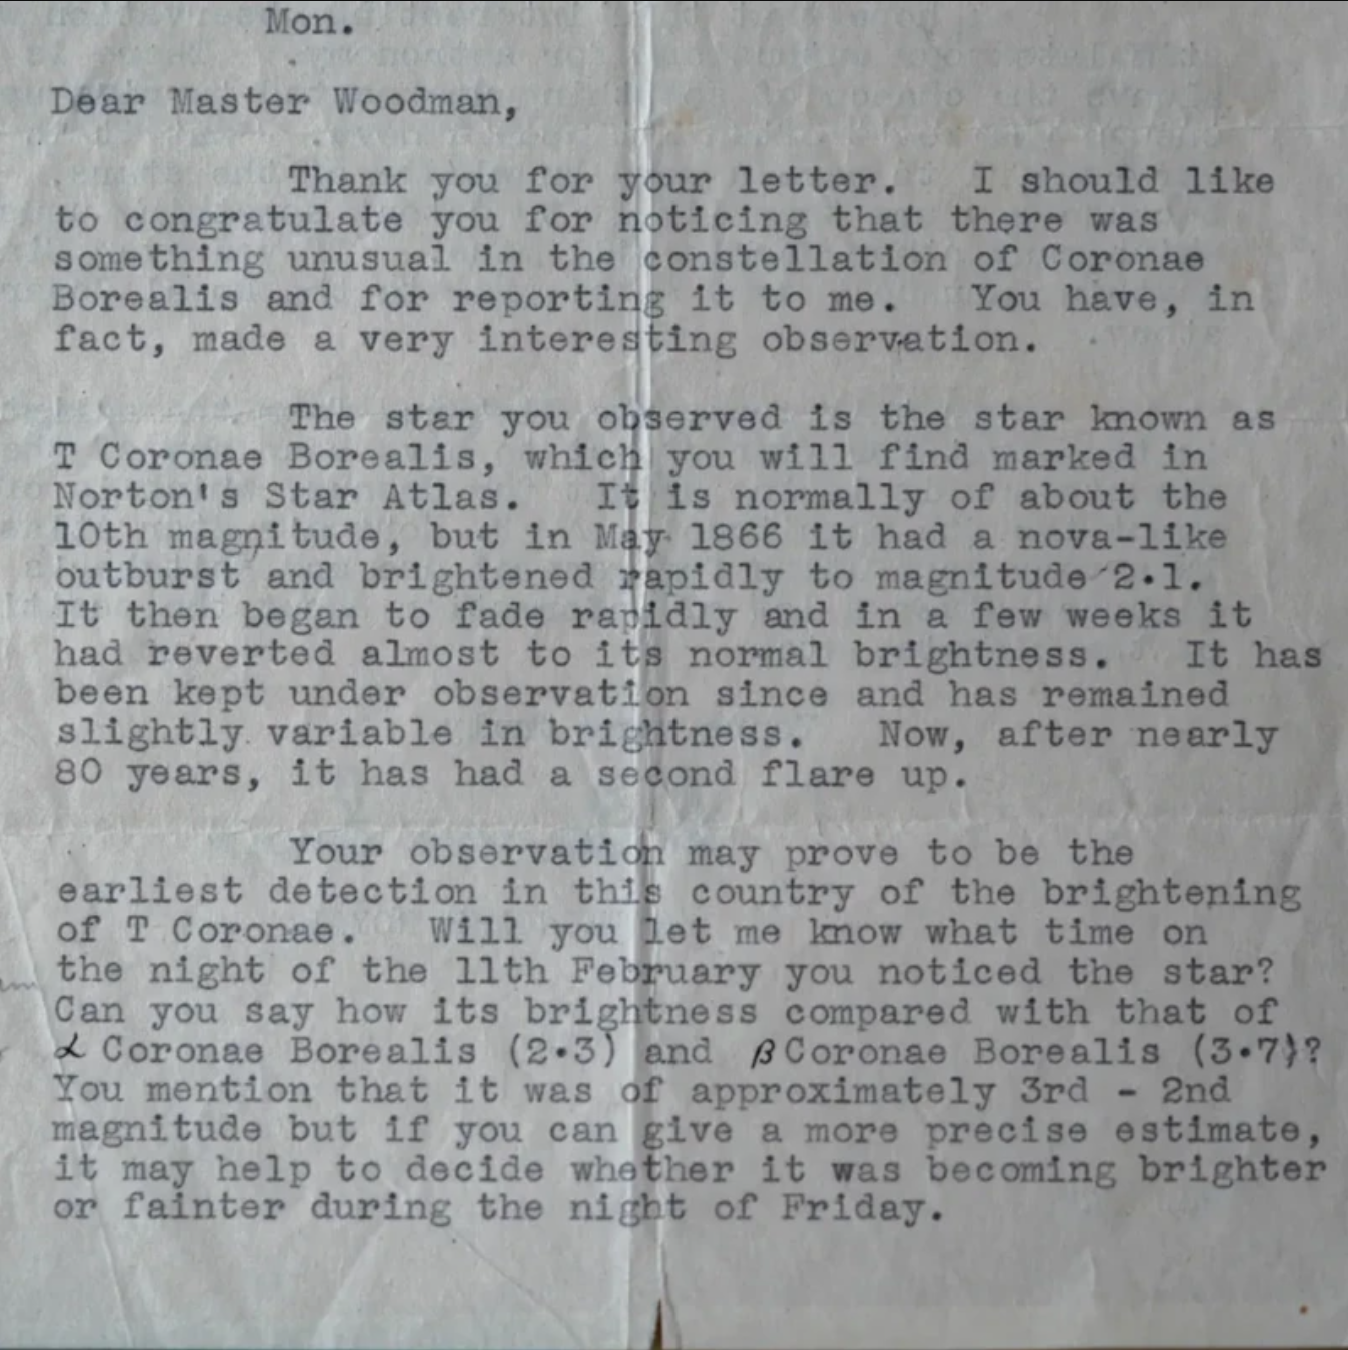 Mon.
Dear Master Woodman,
Thank you for your letter. I should like
to congratulate you for noticing that there was
something unusual in the constellation of Coronae
Borealis and for reporting it to me. You have, in
fact, made a very interesting observation.
The star you observed is the star known as
T Coronae Borealis, which you will find marked in
Norton's Star Atlas. It is normally of about the
10th magnitude, but in May 1866 it had a nova-like
outburst and brightened rapidly to magnitude 2·1.
It then began to fade rapidly and in a few weeks it
had reverted almost to its normal brightness. It has
been kept under observation since and has remained
slightly variable in brightness. Now, after nearly
80 years, it has had a second flare up.
Your observation may prove to be the
earliest detection in this country of the brightening
of T Coronae. Will you let me know what time on
the night of the 11th February you noticed the star?
Can you say how its brightness compared with that of
α Coronae Borealis (2·3) and β Coronae Borealis (3·7)?
You mention that it was of approximately 3rd - 2nd
magnitude but if you can give a more precise estimate,
it may help to decide whether it was becoming brighter
or fainter during the night of Friday.